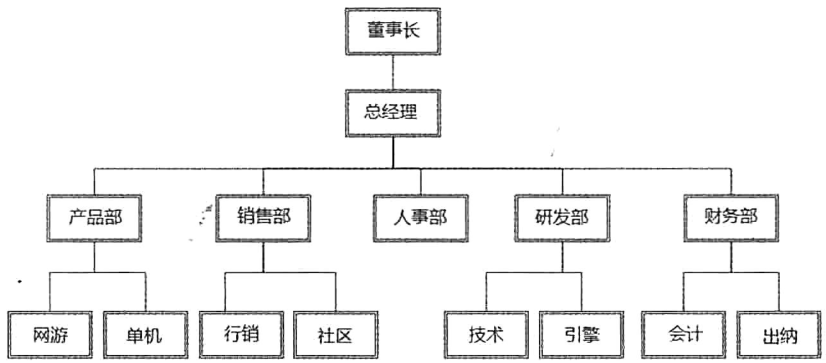 董事长
总经理
产品部 销售部 人事部 研发部 财务部
网游 单机 行销 社区 技术 引擎 会计 出纳